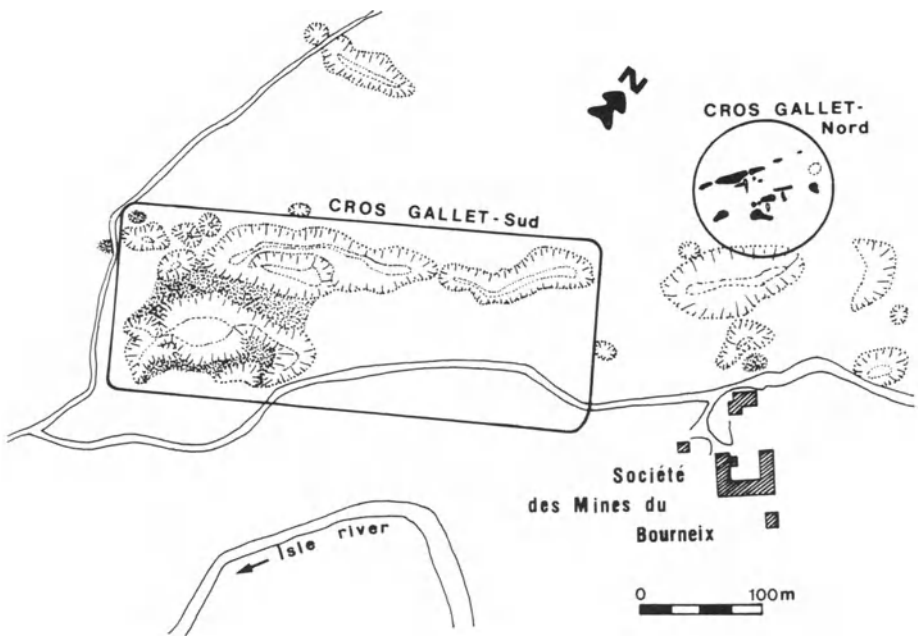 N
CROS GALLET-
Nord
CROS GALLET-Sud
Société
des Mines du
Bourneix
Isle river
0 100m